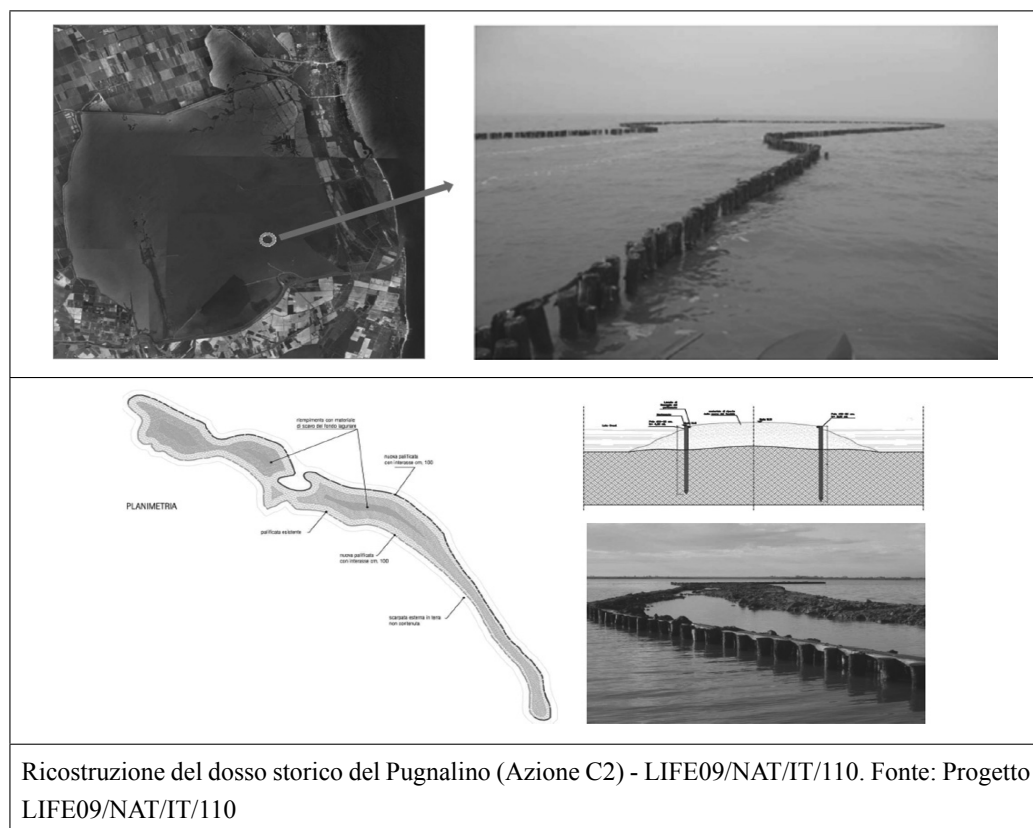 riempimento con materiale
di scavo del fondo lagunare
nuova palificata
con interasse cm. 100
PLANIMETRIA
palificata esistente
nuova palificata
con interasse cm. 100
scarpata esterna in terra
non contenuta
Ricostruzione del dosso storico del Pugnalino (Azione C2) - LIFE09/NAT/IT/110. Fonte: Progetto
LIFE09/NAT/IT/110